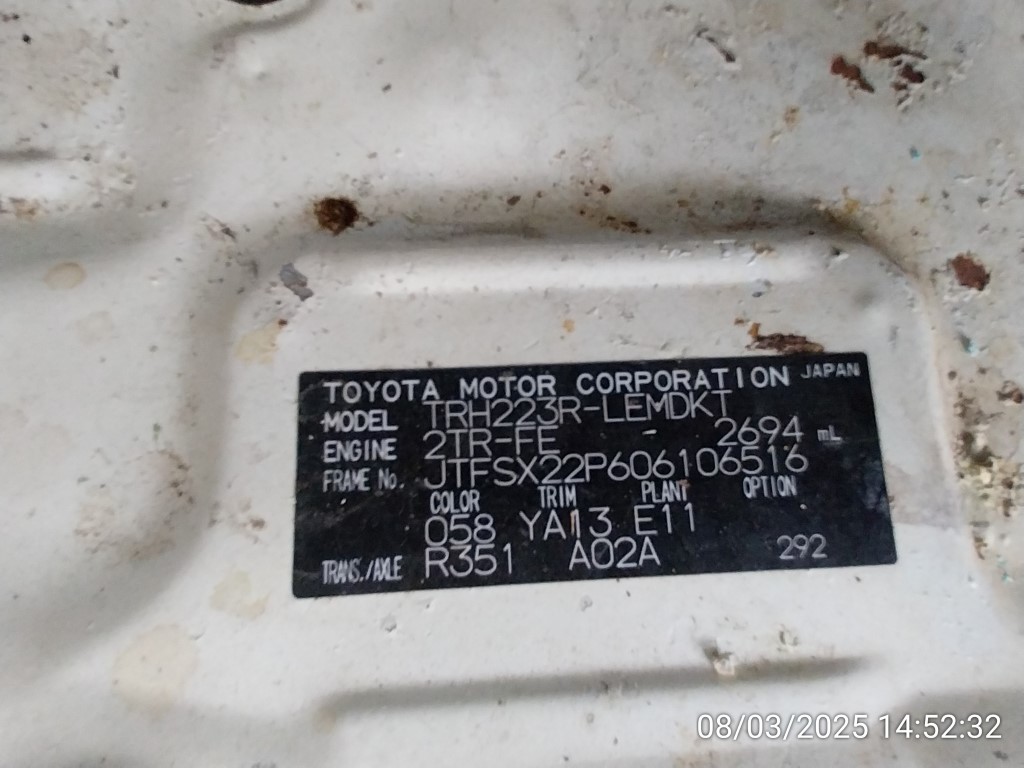 TOYOTA MOTOR CORPORATION JAPAN
MODEL TRH223R-LEMDKT
ENGINE 2TR-FE - 2694 mL
FRAME No. JTFSX22P606106516
COLOR TRIM PLANT OPTION
058 YA13 E11
TRANS./AXLE R351 A02A 292
08/03/2025 14:52:32